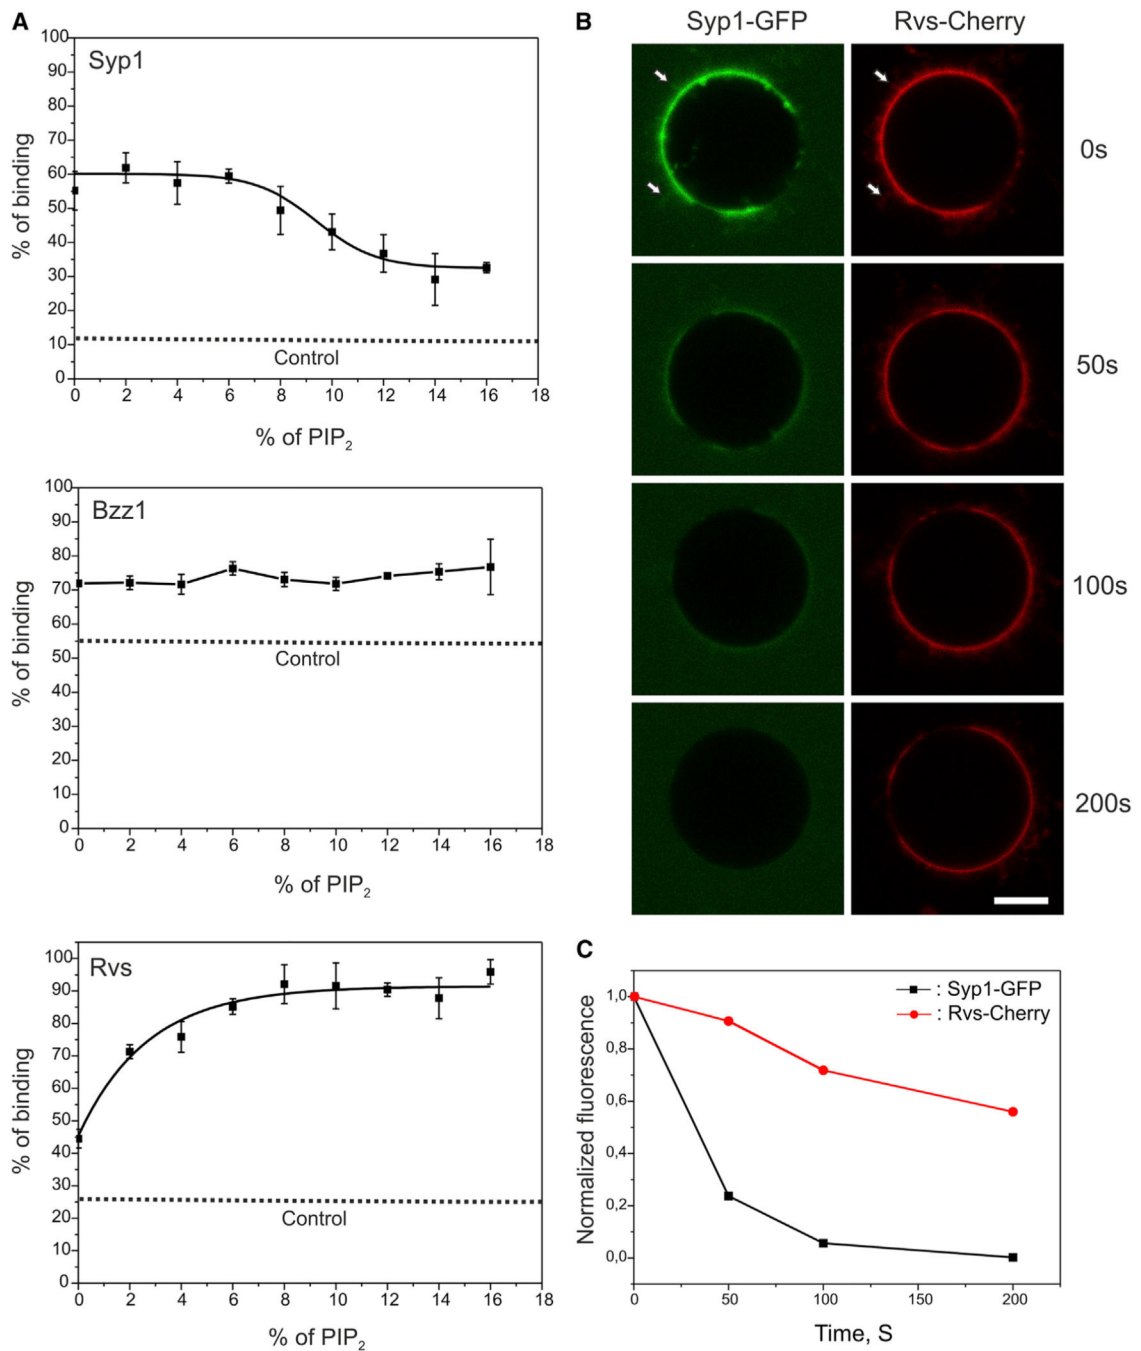 A
Syp1
100
90
80
70
60
50
40
30
20
10
0
% of binding
Control
0 2 4 6 8 10 12 14 16 18
% of PIP2
Bzz1
100
90
80
70
60
50
40
30
20
10
0
% of binding
Control
0 2 4 6 8 10 12 14 16 18
% of PIP2
Rvs
100
90
80
70
60
50
40
30
20
10
0
% of binding
Control
0 2 4 6 8 10 12 14 16 18
% of PIP2
B
Syp1-GFP Rvs-Cherry
0s
50s
100s
200s
C
: Syp1-GFP
: Rvs-Cherry
1,0
0,8
0,6
0,4
0,2
0,0
Normalized fluorescence
0 50 100 150 200
Time, S